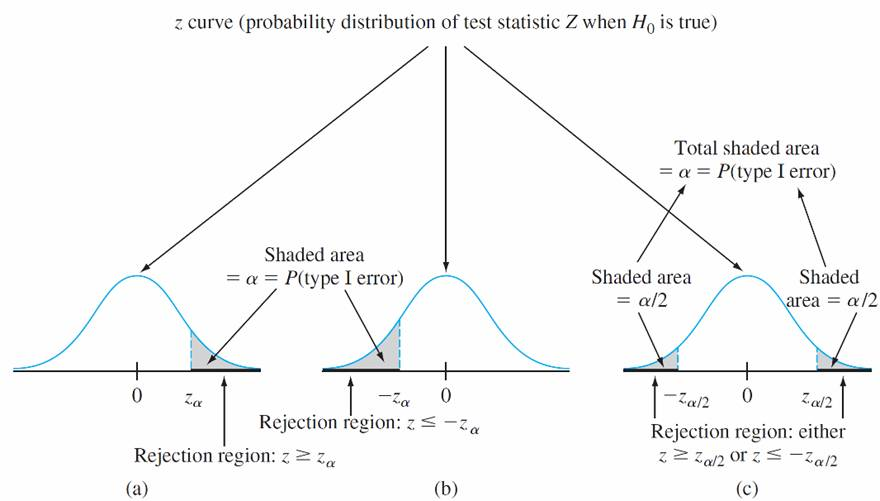 z curve (probability distribution of test statistic Z when H₀ is true)
Total shaded area
= α = P(type I error)
Shaded area
= α = P(type I error)
Shaded area
= α/2
Shaded
area = α/2
0
zα
−zα
0
−zα/2
0
zα/2
Rejection region: z ≥ zα
Rejection region: z ≤ −zα
Rejection region: either
z ≥ zα/2 or z ≤ −zα/2
(a)
(b)
(c)